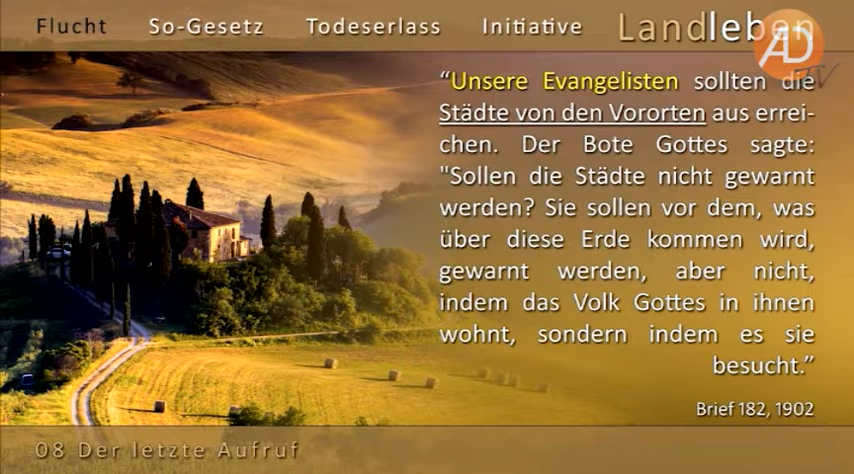 Flucht So-Gesetz Todeserlass Initiative Landleben
AD
TV
“Unsere Evangelisten sollten die
Städte von den Vororten aus errei-
chen. Der Bote Gottes sagte:
"Sollen die Städte nicht gewarnt
werden? Sie sollen vor dem, was
über diese Erde kommen wird,
gewarnt werden, aber nicht,
indem das Volk Gottes in ihnen
wohnt, sondern indem es sie
besucht.”
Brief 182, 1902
08 Der letzte Aufruf